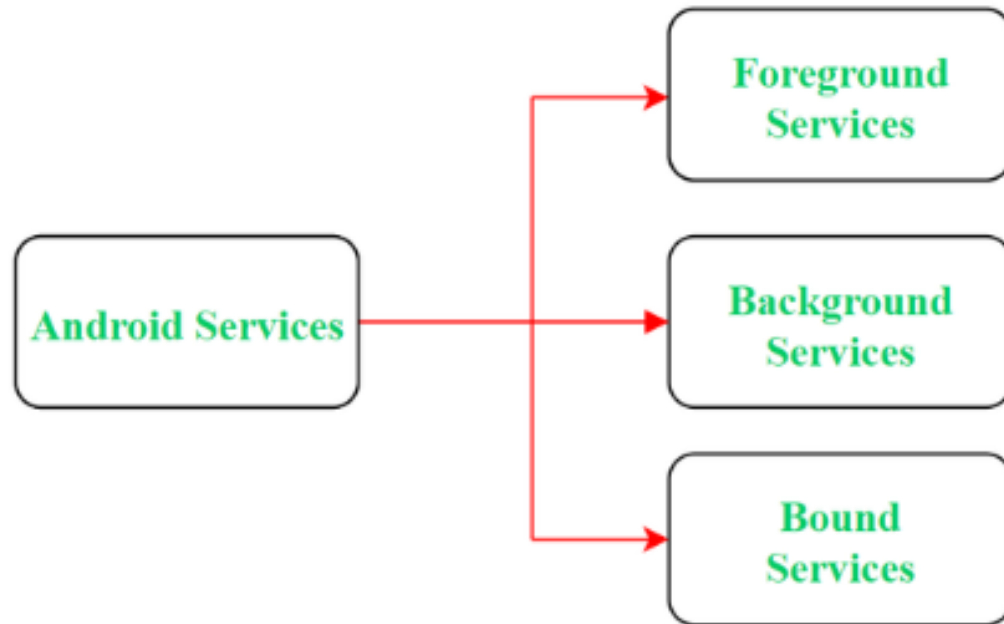 Foreground
Services
Android Services
Background
Services
Bound
Services